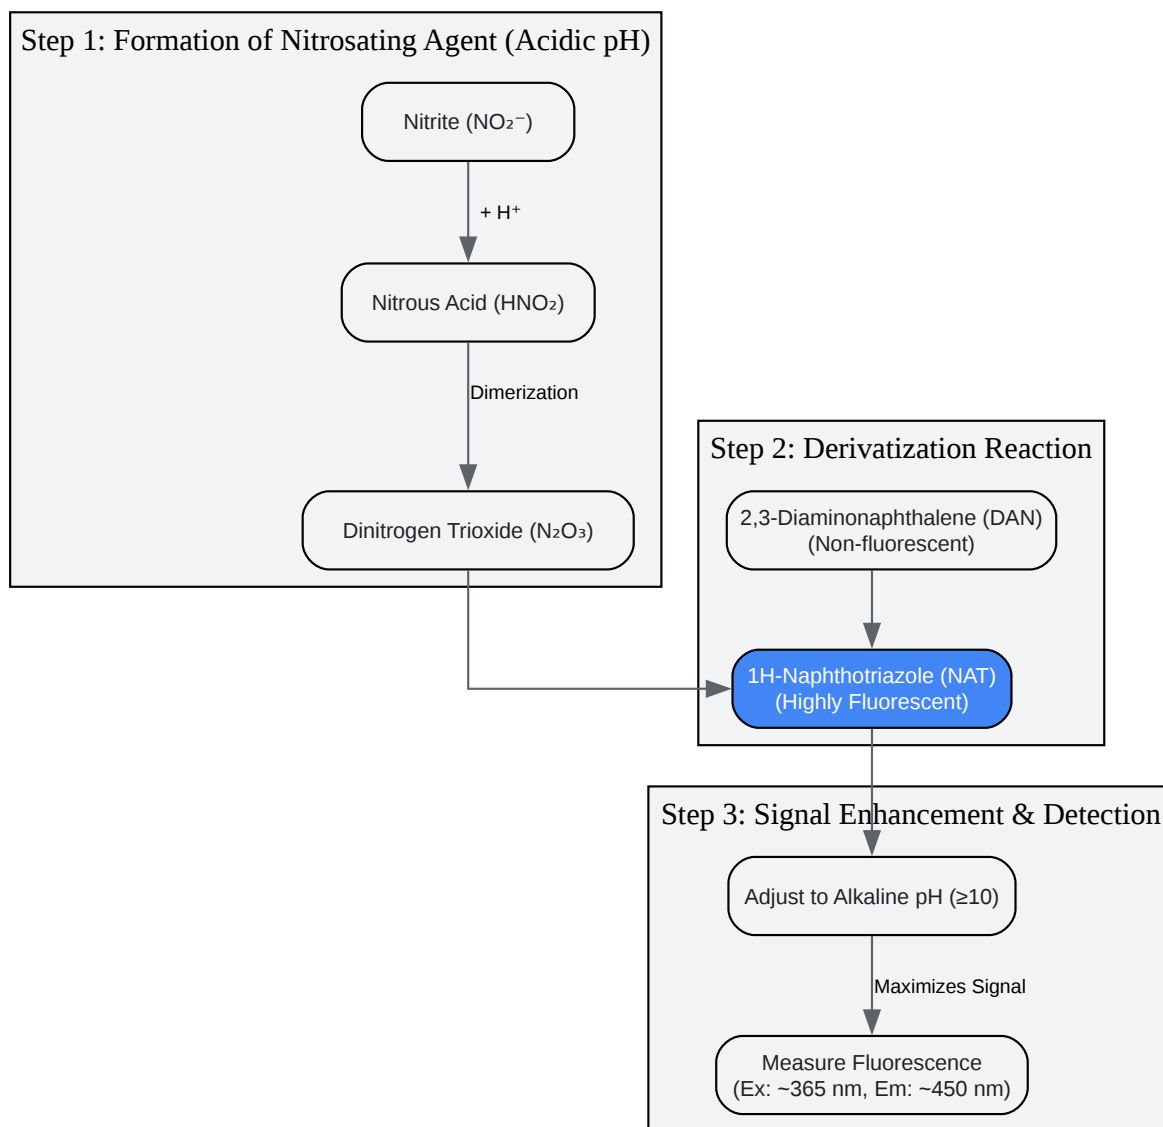 Step 1: Formation of Nitrosating Agent (Acidic pH)
Nitrite (NO₂⁻)
+ H⁺
Nitrous Acid (HNO₂)
Dimerization
Dinitrogen Trioxide (N₂O₃)
Step 2: Derivatization Reaction
2,3-Diaminonaphthalene (DAN)
(Non-fluorescent)
1H-Naphthotriazole (NAT)
(Highly Fluorescent)
Step 3: Signal Enhancement & Detection
Adjust to Alkaline pH (≥10)
Maximizes Signal
Measure Fluorescence
(Ex: ~365 nm, Em: ~450 nm)